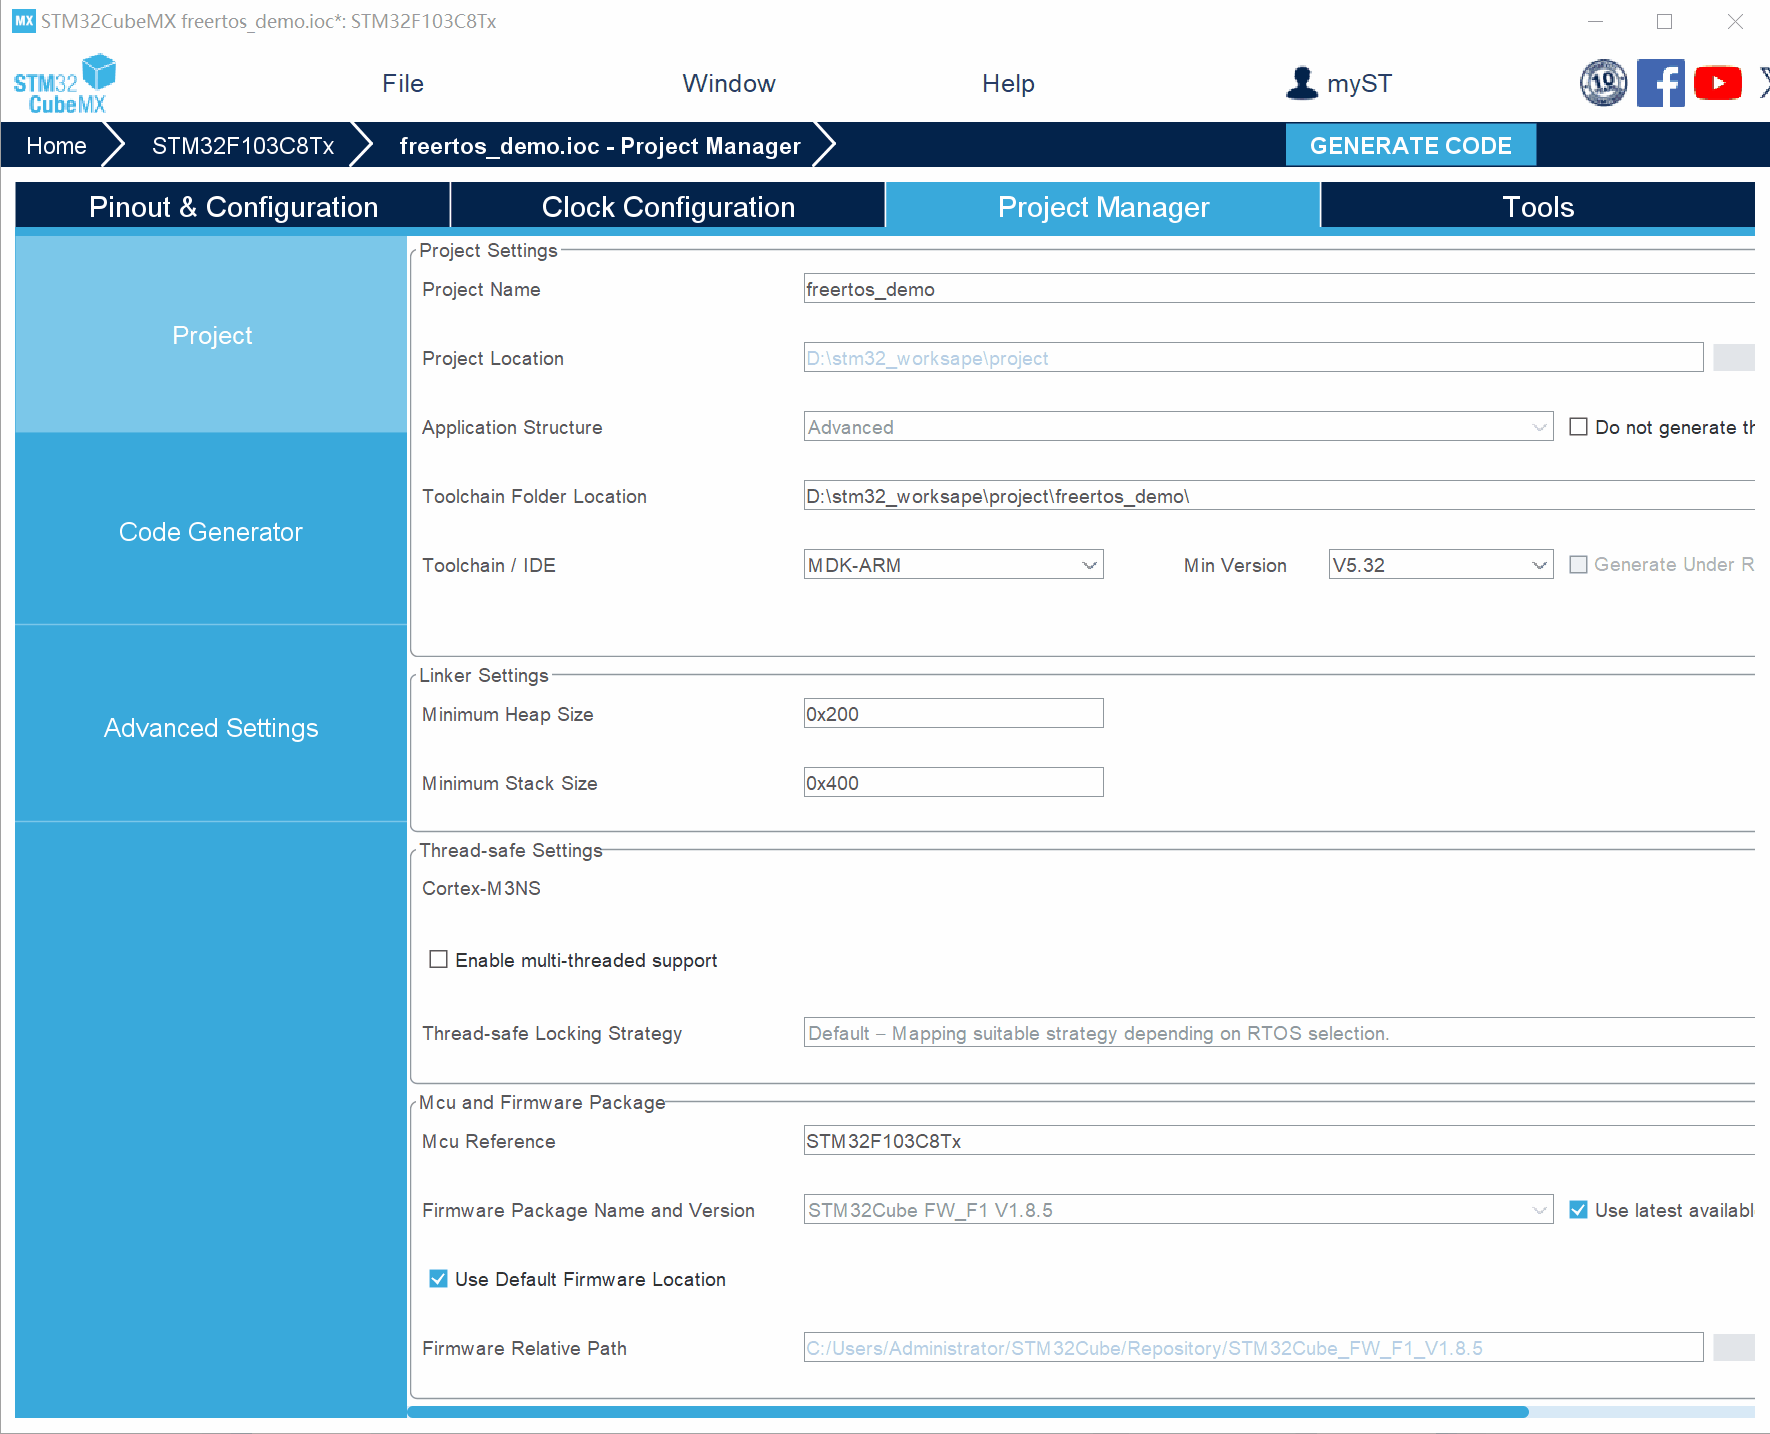 MX STM32CubeMX freertos_demo.ioc*: STM32F103C8Tx
STM32
CubeMX
File Window Help myST
10
Home STM32F103C8Tx freertos_demo.ioc - Project Manager GENERATE CODE
Pinout & Configuration Clock Configuration Project Manager Tools
Project
Code Generator
Advanced Settings
Project Settings
Project Name freertos_demo
Project Location D:\stm32_worksape\project
Application Structure Advanced Do not generate th
Toolchain Folder Location D:\stm32_worksape\project\freertos_demo\
Toolchain / IDE MDK-ARM Min Version V5.32 Generate Under R
Linker Settings
Minimum Heap Size 0x200
Minimum Stack Size 0x400
Thread-safe Settings
Cortex-M3NS
Enable multi-threaded support
Thread-safe Locking Strategy Default – Mapping suitable strategy depending on RTOS selection.
Mcu and Firmware Package
Mcu Reference STM32F103C8Tx
Firmware Package Name and Version STM32Cube FW_F1 V1.8.5 Use latest availabl
Use Default Firmware Location
Firmware Relative Path C:/Users/Administrator/STM32Cube/Repository/STM32Cube_FW_F1_V1.8.5